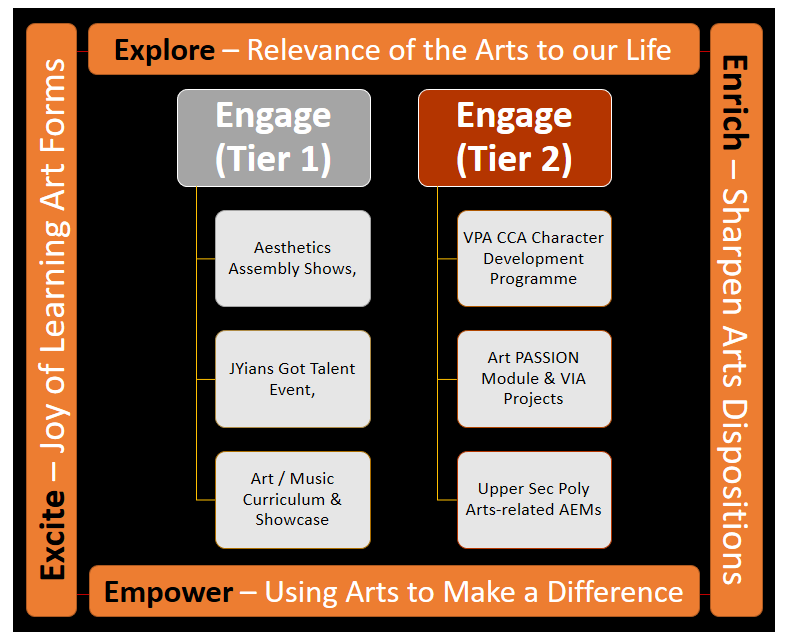 Explore – Relevance of the Arts to our Life
Excite – Joy of Learning Art Forms
Engage
(Tier 1)
Aesthetics
Assembly Shows,
JYians Got Talent
Event,
Art / Music
Curriculum &
Showcase
Engage
(Tier 2)
VPA CCA Character
Development
Programme
Art PASSION
Module & VIA
Projects
Upper Sec Poly
Arts-related AEMs
Enrich – Sharpen Arts Dispositions
Empower – Using Arts to Make a Difference